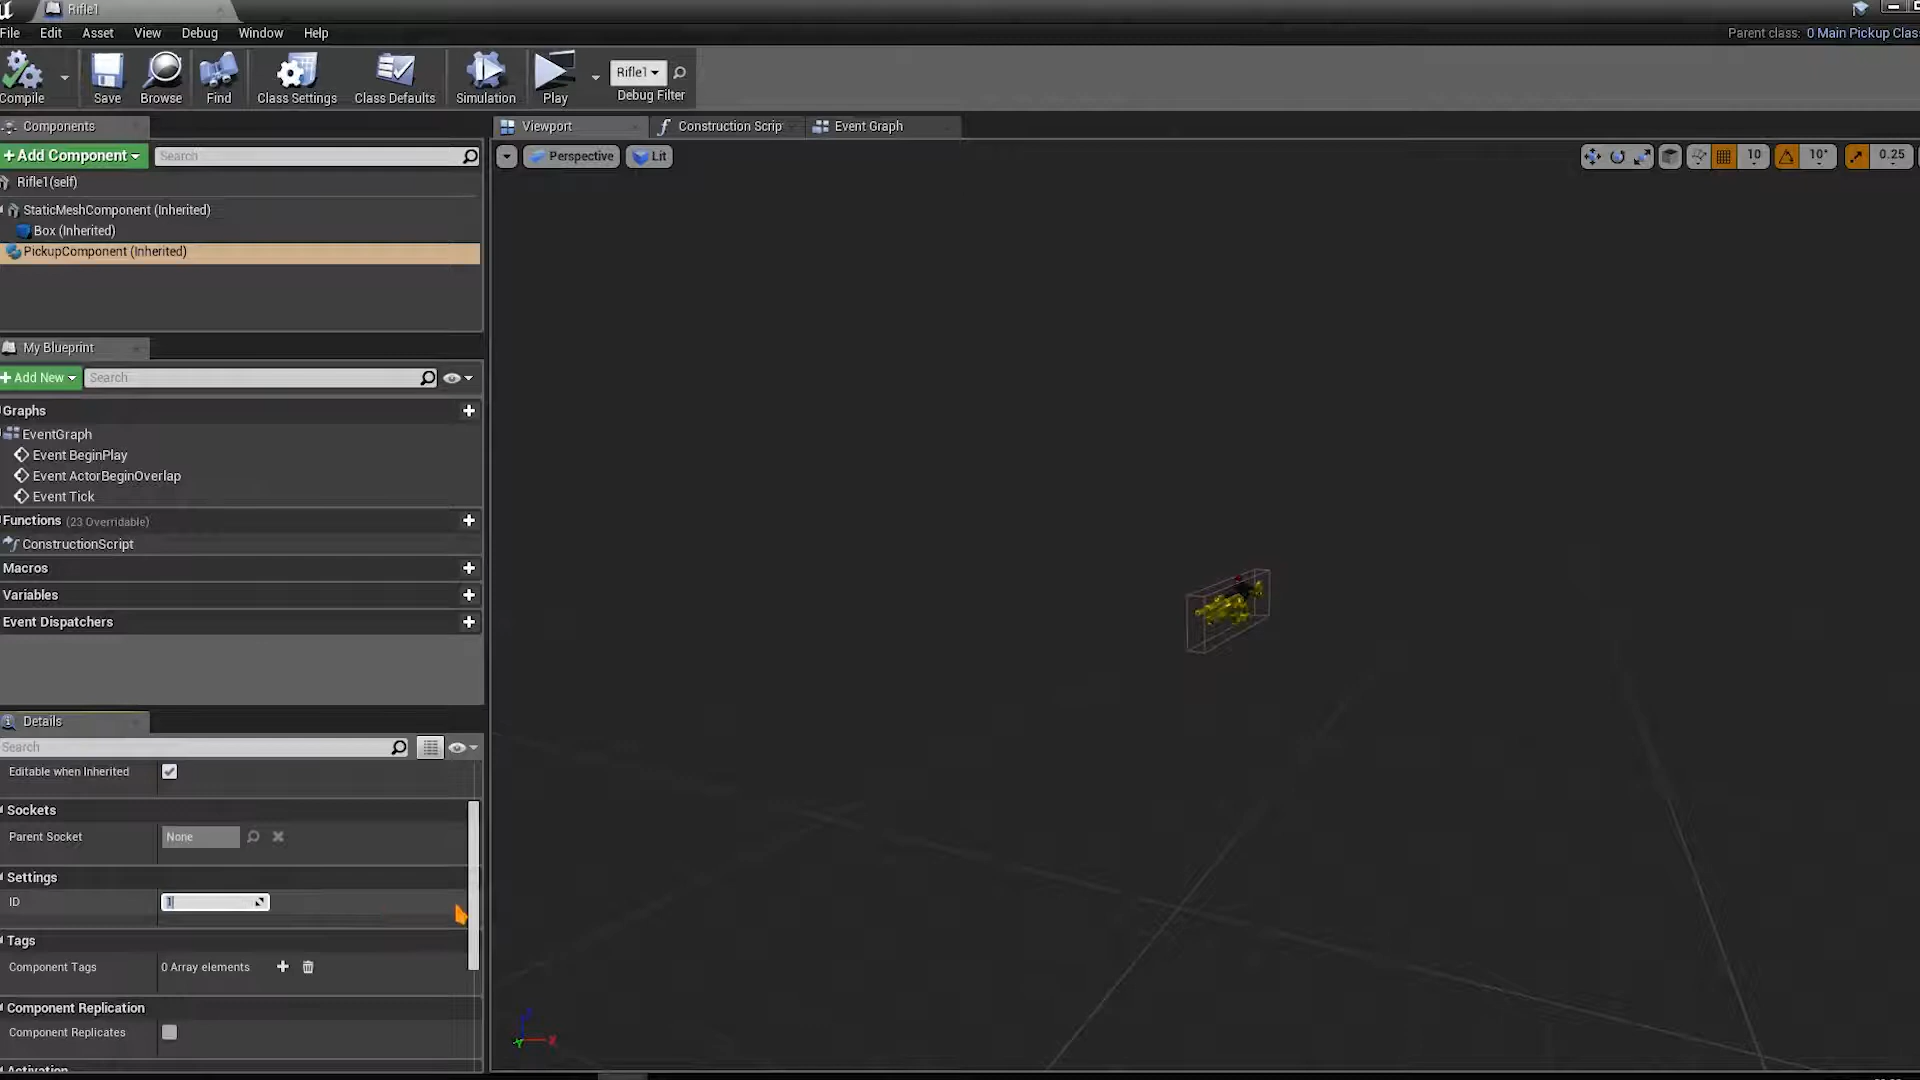 Rifle1
File Edit Asset View Debug Window Help
Parent class: 0 Main Pickup Clas
Compile Save Browse Find Class Settings Class Defaults Simulation Play
Rifle1
Debug Filter
Components
Viewport Construction Scrip Event Graph
+Add Component Search
Perspective Lit
10 10° 0.25
Rifle1(self)
StaticMeshComponent (Inherited)
Box (Inherited)
PickupComponent (Inherited)
My Blueprint
+ Add New Search
Graphs
EventGraph
Event BeginPlay
Event ActorBeginOverlap
Event Tick
Functions (23 Overridable)
ConstructionScript
Macros
Variables
Event Dispatchers
Details
Search
Editable when Inherited
Sockets
Parent Socket None
Settings
ID 1
Tags
Component Tags 0 Array elements
Component Replication
Component Replicates
Activation
X